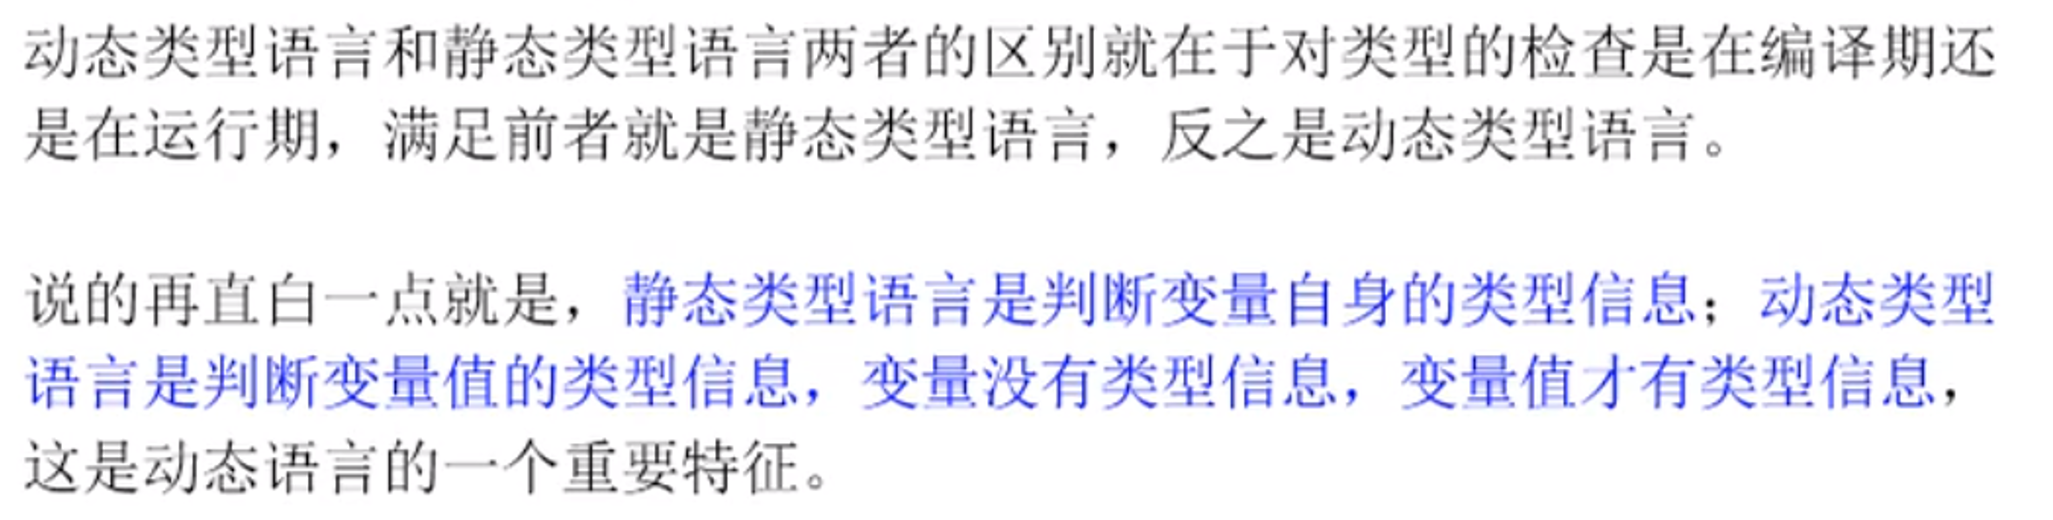 动态类型语言和静态类型语言两者的区别就在于对类型的检查是在编译期还
是在运行期，满足前者就是静态类型语言，反之是动态类型语言。
说的再直白一点就是，静态类型语言是判断变量自身的类型信息；动态类型
语言是判断变量值的类型信息，变量没有类型信息，变量值才有类型信息，
这是动态语言的一个重要特征。